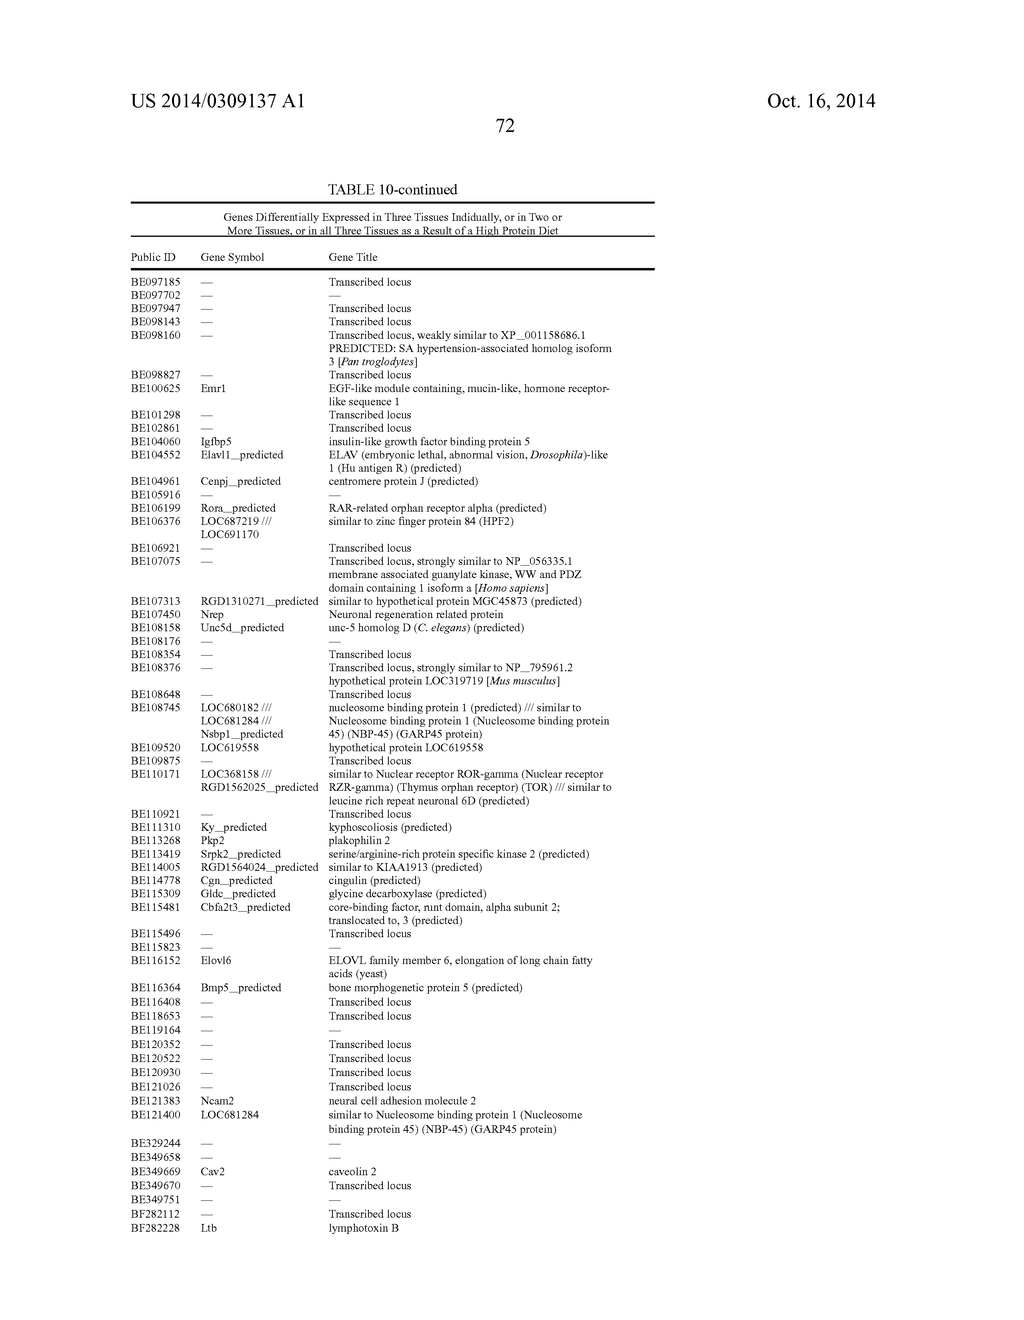 US 2014/0309137 A1 Oct. 16, 2014
72
TABLE 10-continued
Genes Differentially Expressed in Three Tissues Indidually, or in Two or
More Tissues, or in all Three Tissues as a Result of a High Protein Diet
Public ID Gene Symbol Gene Title
BE097185 — Transcribed locus
BE097702 — —
BE097947 — Transcribed locus
BE098143 — Transcribed locus
BE098160 — Transcribed locus, weakly similar to XP_001158686.1
PREDICTED: SA hypertension-associated homolog isoform
3 [Pan troglodytes]
BE098827 — Transcribed locus
BE100625 Emr1 EGF-like module containing, mucin-like, hormone receptor-
like sequence 1
BE101298 — Transcribed locus
BE102861 — Transcribed locus
BE104060 Igfbp5 insulin-like growth factor binding protein 5
BE104552 Elavl1_predicted ELAV (embryonic lethal, abnormal vision, Drosophila)-like
1 (Hu antigen R) (predicted)
BE104961 Cenpj_predicted centromere protein J (predicted)
BE105916 — —
BE106199 Rora_predicted RAR-related orphan receptor alpha (predicted)
BE106376 LOC687219 /// similar to zinc finger protein 84 (HPF2)
LOC691170
BE106921 — Transcribed locus
BE107075 — Transcribed locus, strongly similar to NP_056335.1
membrane associated guanylate kinase, WW and PDZ
domain containing 1 isoform a [Homo sapiens]
BE107313 RGD1310271_predicted similar to hypothetical protein MGC45873 (predicted)
BE107450 Nrep Neuronal regeneration related protein
BE108158 Unc5d_predicted unc-5 homolog D (C. elegans) (predicted)
BE108176 — —
BE108354 — Transcribed locus
BE108376 — Transcribed locus, strongly similar to NP_795961.2
hypothetical protein LOC319719 [Mus musculus]
BE108648 — Transcribed locus
BE108745 LOC680182 /// nucleosome binding protein 1 (predicted) /// similar to
LOC681284 /// Nucleosome binding protein 1 (Nucleosome binding protein
Nsbp1_predicted 45) (NBP-45) (GARP45 protein)
BE109520 LOC619558 hypothetical protein LOC619558
BE109875 — Transcribed locus
BE110171 LOC368158 /// similar to Nuclear receptor ROR-gamma (Nuclear receptor
RGD1562025_predicted RZR-gamma) (Thymus orphan receptor) (TOR) /// similar to
leucine rich repeat neuronal 6D (predicted)
BE110921 — Transcribed locus
BE111310 Ky_predicted kyphoscoliosis (predicted)
BE113268 Pkp2 plakophilin 2
BE113419 Srpk2_predicted serine/arginine-rich protein specific kinase 2 (predicted)
BE114005 RGD1564024_predicted similar to KIAA1913 (predicted)
BE114778 Cgn_predicted cingulin (predicted)
BE115309 Gldc_predicted glycine decarboxylase (predicted)
BE115481 Cbfa2t3_predicted core-binding factor, runt domain, alpha subunit 2;
translocated to, 3 (predicted)
BE115496 — Transcribed locus
BE115823 — —
BE116152 Elovl6 ELOVL family member 6, elongation of long chain fatty
acids (yeast)
BE116364 Bmp5_predicted bone morphogenetic protein 5 (predicted)
BE116408 — Transcribed locus
BE118653 — Transcribed locus
BE119164 — —
BE120352 — Transcribed locus
BE120522 — Transcribed locus
BE120930 — Transcribed locus
BE121026 — Transcribed locus
BE121383 Ncam2 neural cell adhesion molecule 2
BE121400 LOC681284 similar to Nucleosome binding protein 1 (Nucleosome
binding protein 45) (NBP-45) (GARP45 protein)
BE329244 — —
BE349658 — —
BE349669 Cav2 caveolin 2
BE349670 — Transcribed locus
BE349751 — —
BF282112 — Transcribed locus
BF282228 Ltb lymphotoxin B